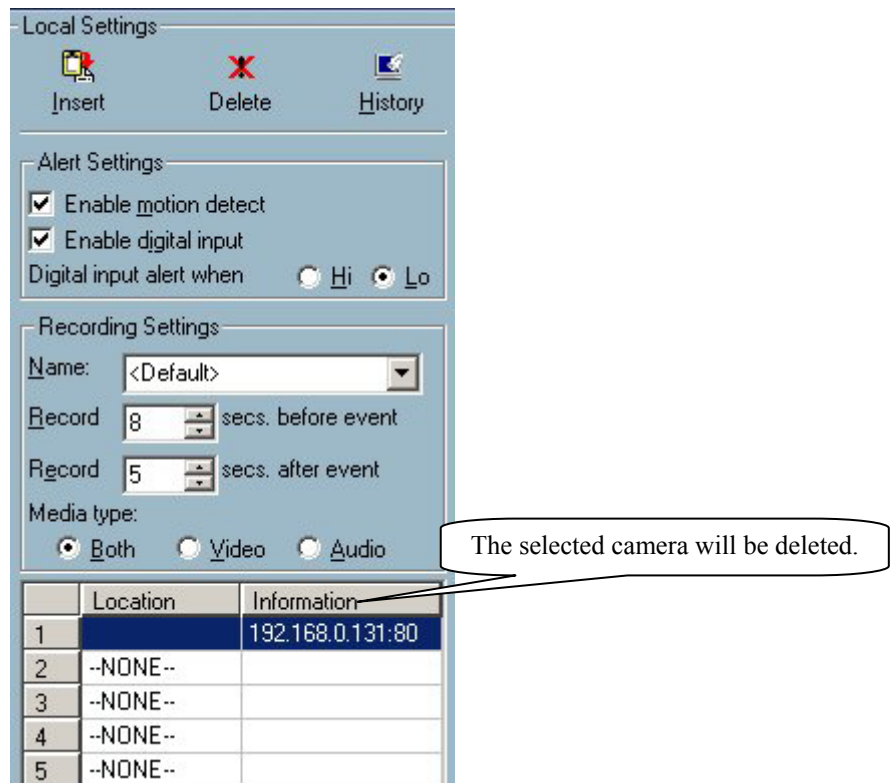 Local Settings
Insert Delete History
Alert Settings
Enable motion detect
Enable digital input
Digital input alert when Hi Lo
Recording Settings
Name: <Default>
Record 8 secs. before event
Record 5 secs. after event
Media type:
Both Video Audio
The selected camera will be deleted.
Location Information
1 192.168.0.131:80
2 --NONE--
3 --NONE--
4 --NONE--
5 --NONE--